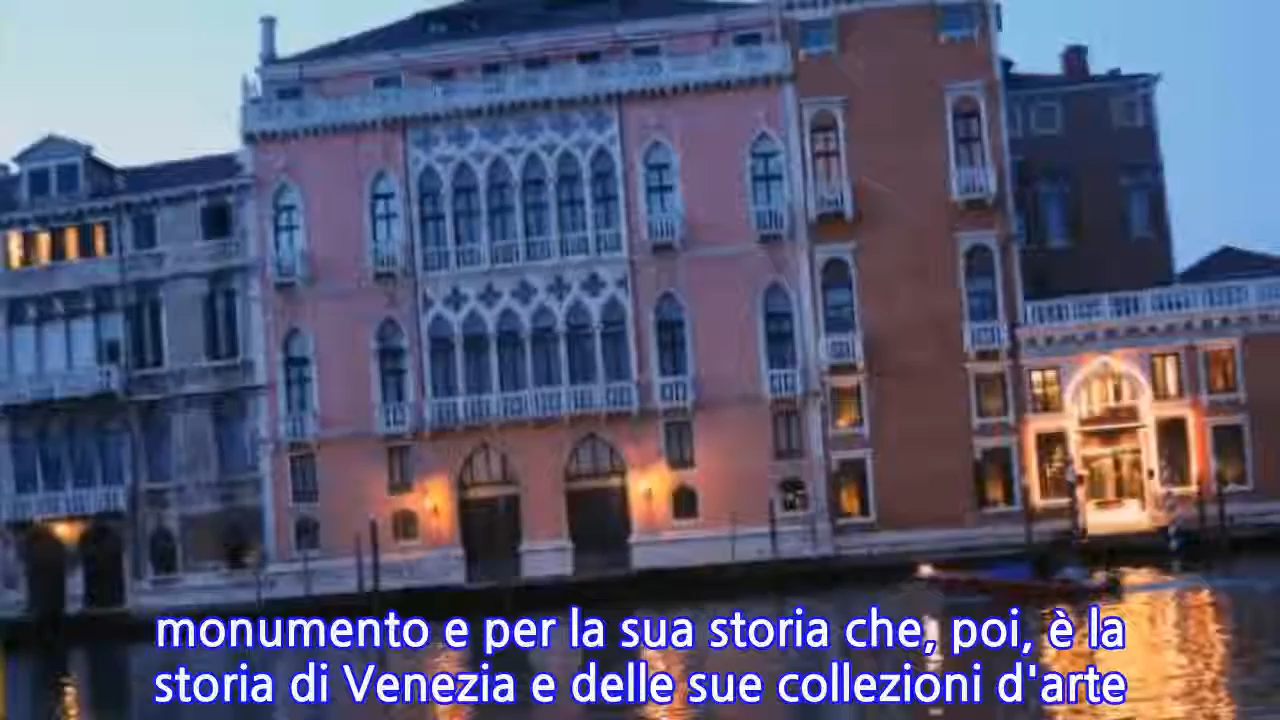 monumento e per la sua storia che, poi, è la
storia di Venezia e delle sue collezioni d'arte